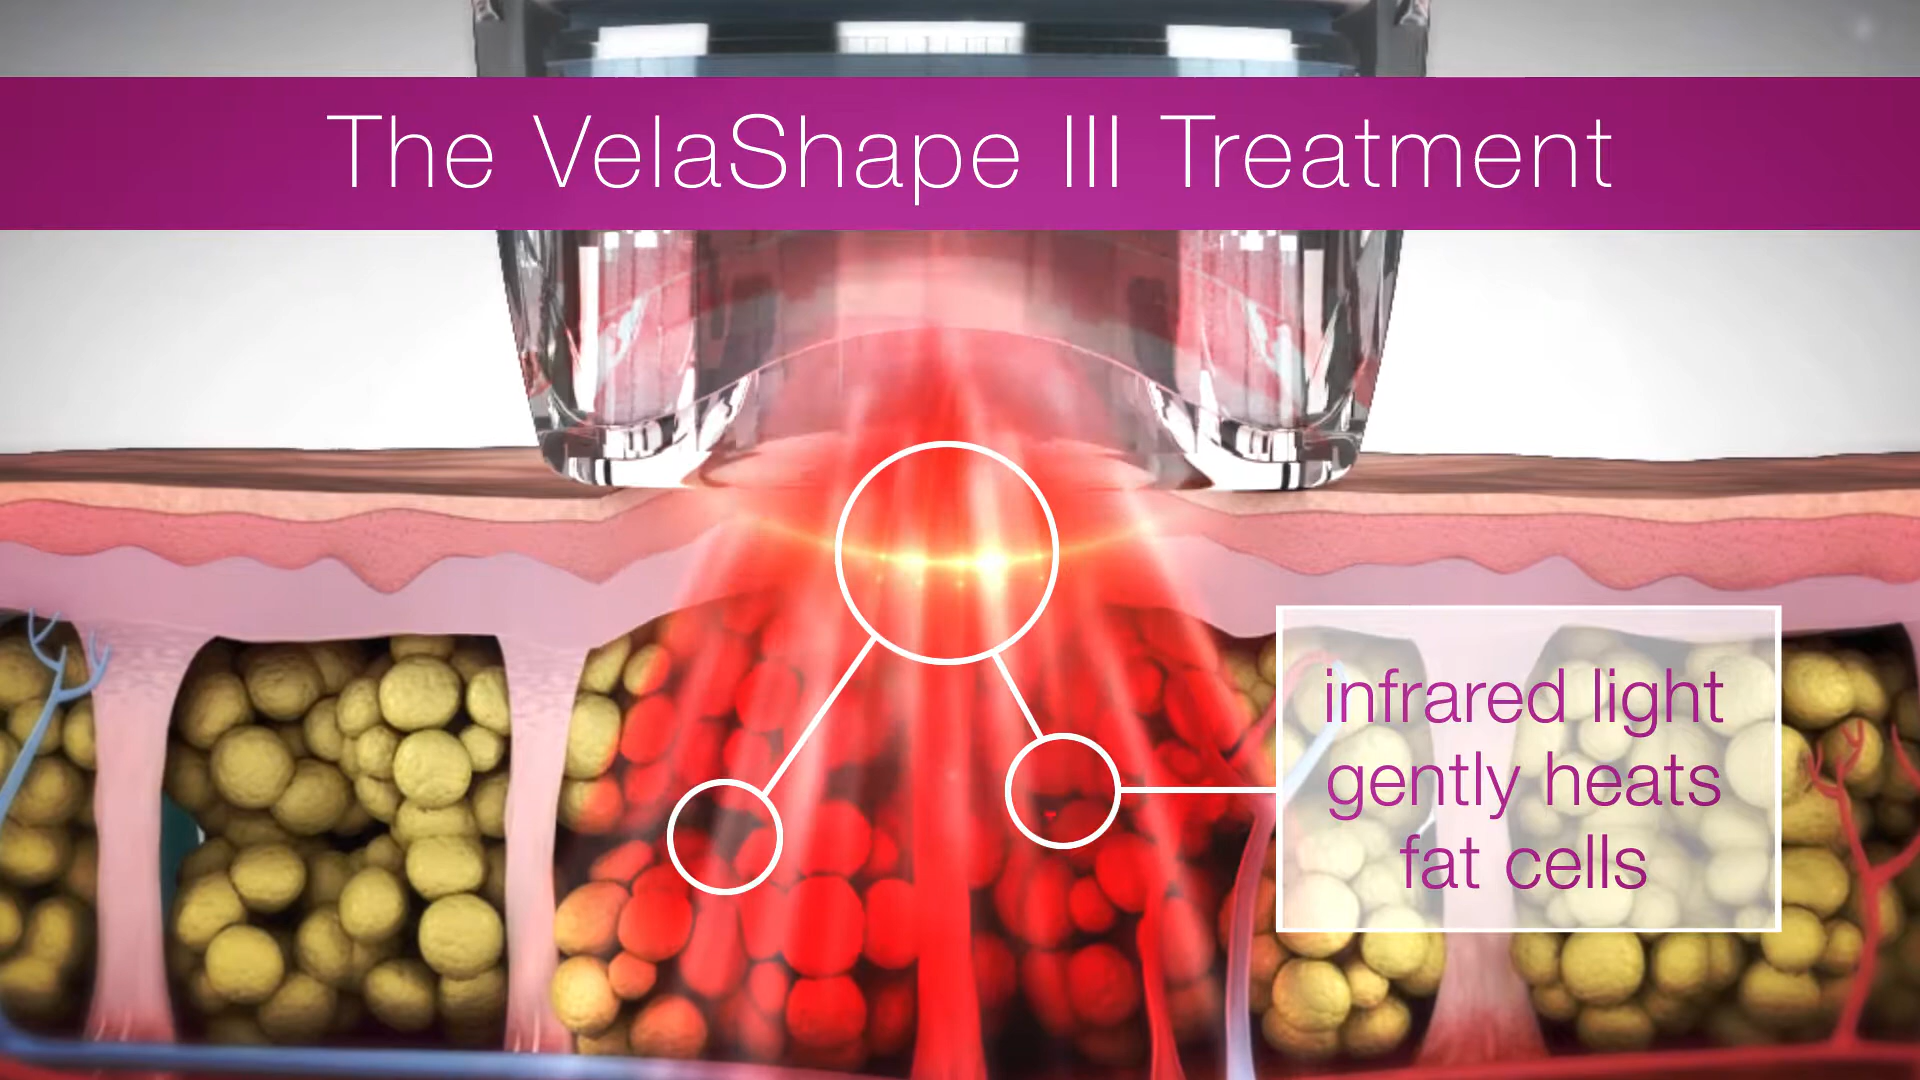 The VelaShape III Treatment
infrared light
gently heats
fat cells